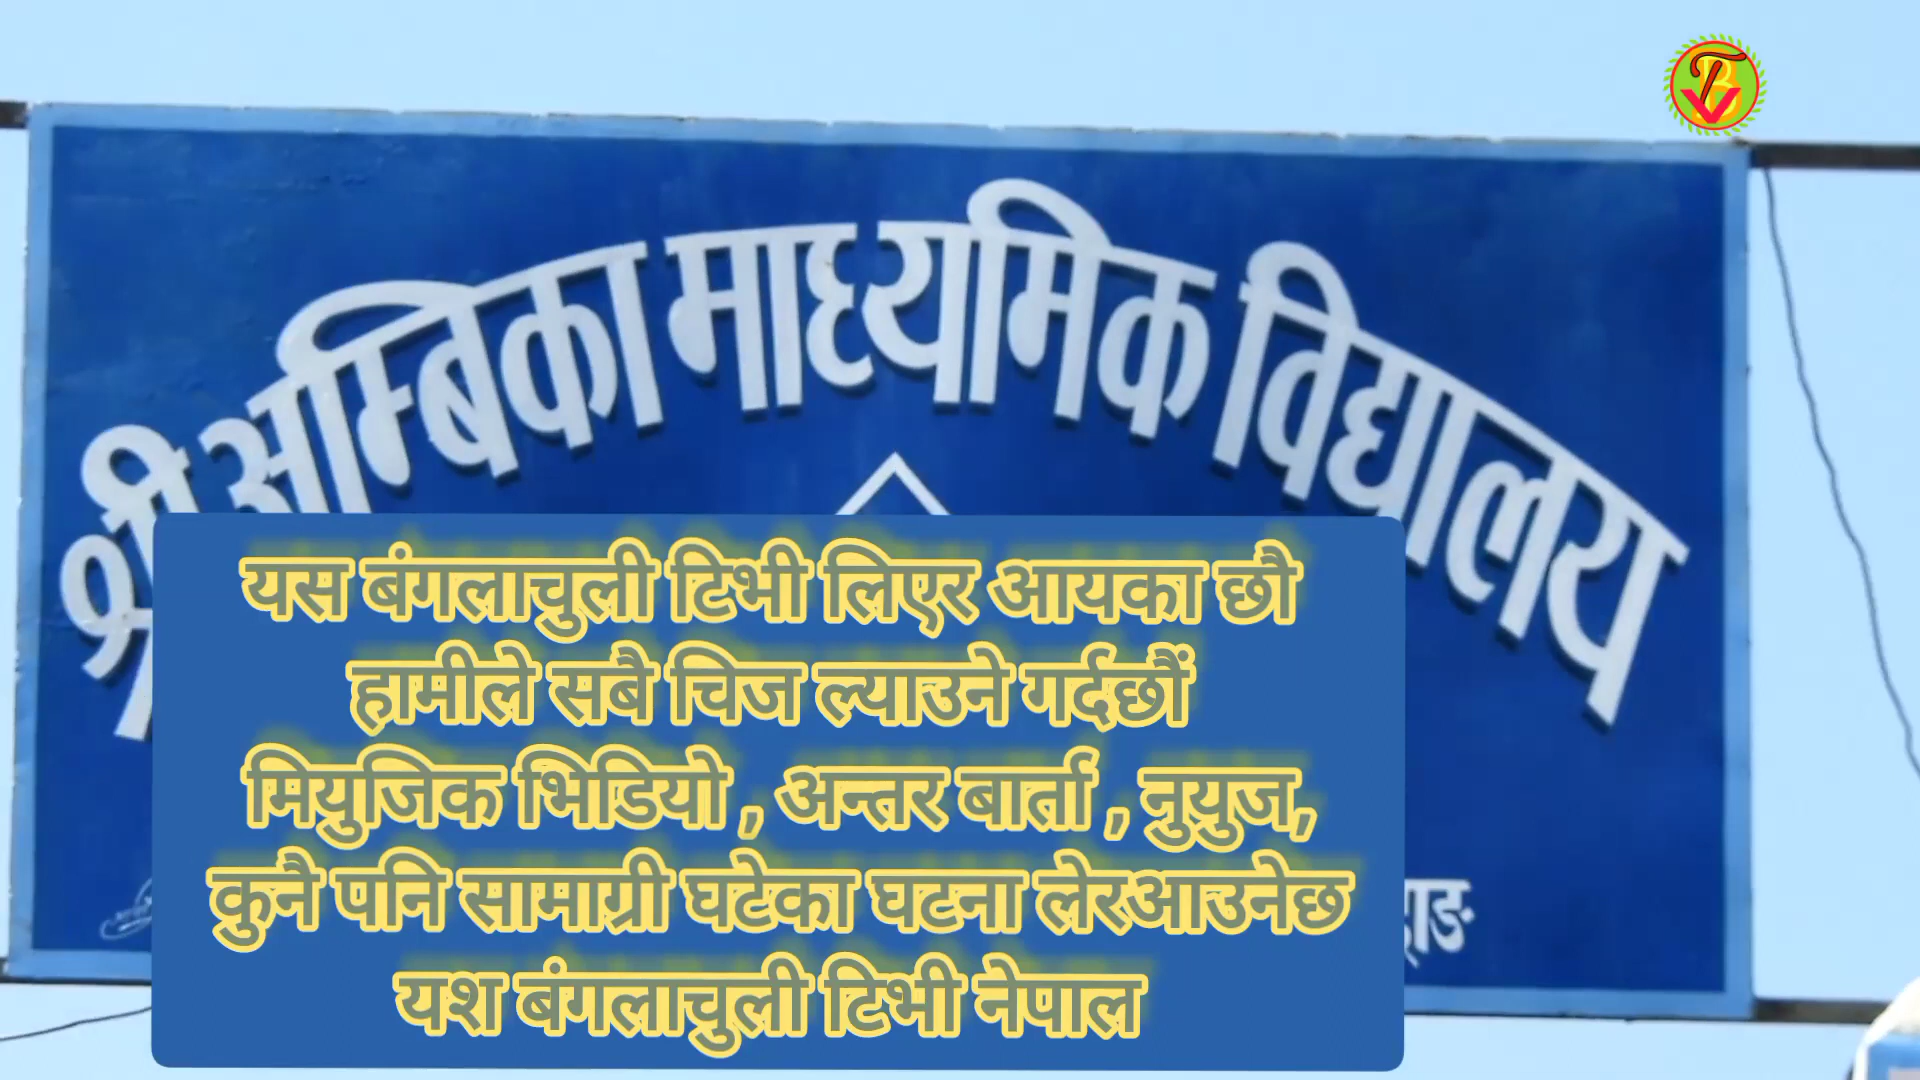 श्री अम्बिका माध्यमिक विद्यालय
यस बंगलाचुली टिभी लिएर आयका छौ
हामीले सबै चिज ल्याउने गर्दछौं
मियुजिक भिडियो , अन्तर बार्ता , नुयुज,
कुनै पनि सामाग्री घटेका घटना लेरआउनेछ
यश बंगलाचुली टिभी नेपाल